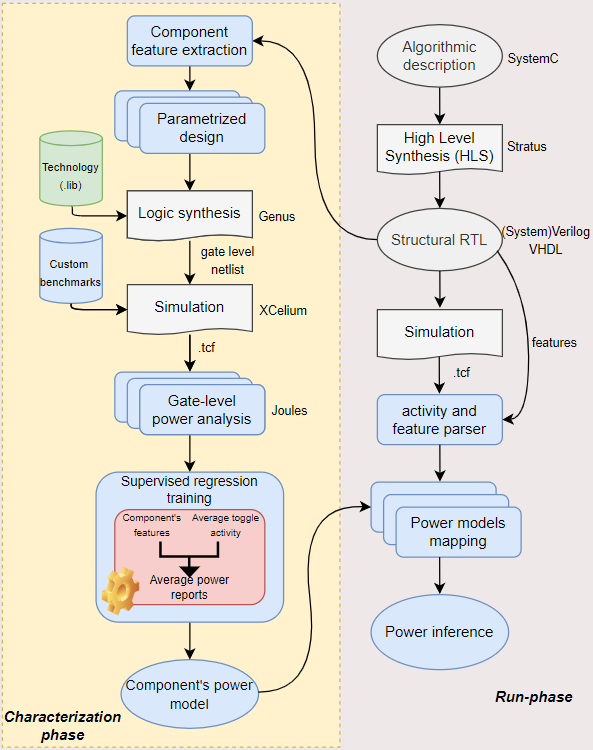 Component
feature extraction
Parametrized
design
Technology
(.lib)
Logic synthesis
Genus
gate level
netlist
Custom
benchmarks
Simulation
XCelium
.tcf
Gate-level
power analysis
Joules
Supervised regression
training
Component's
features
Average toggle
activity
Average power
reports
Component's power
model
Characterization
phase
Algorithmic
description
SystemC
High Level
Synthesis (HLS)
Stratus
Structural RTL
(System)Verilog
VHDL
Simulation
features
.tcf
activity and
feature parser
Power models
mapping
Power inference
Run-phase